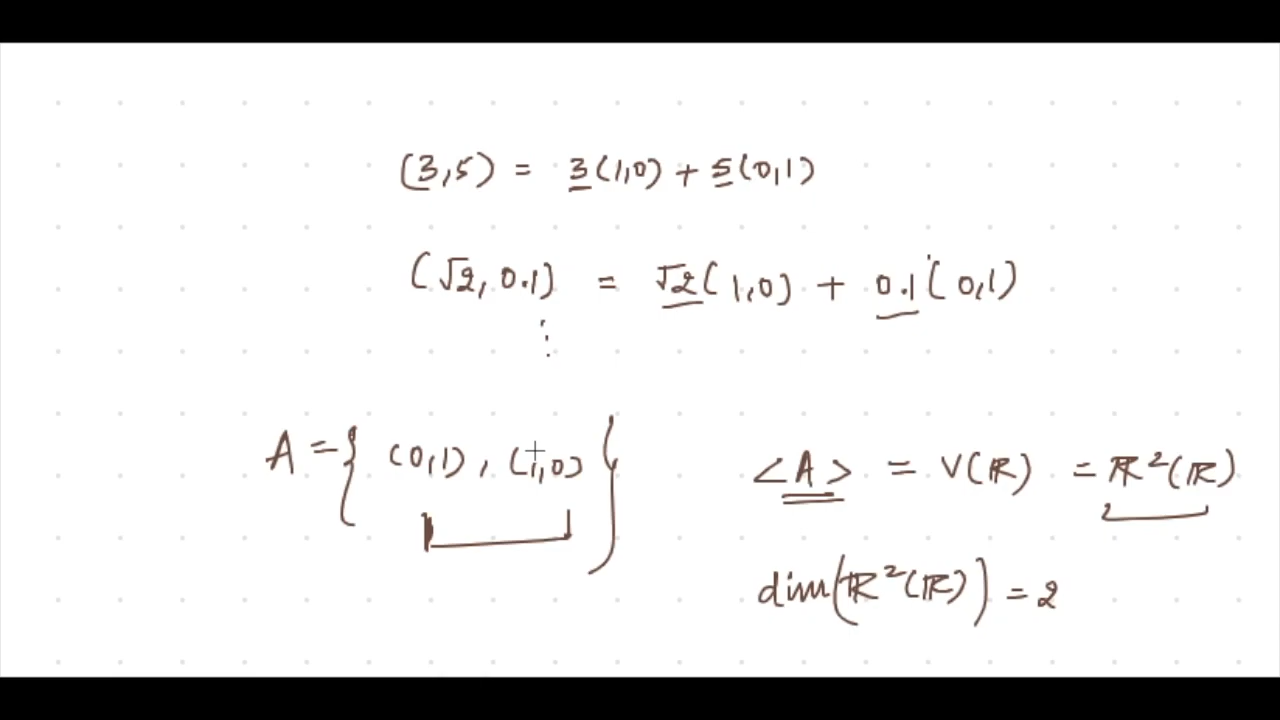 (3,5) = 3(1,0) + 5(0,1)
(√2, 0.1) = √2(1,0) + 0.1(0,1)
⋮
A = { (0,1), (1,0) } <A> = V(ℝ) = ℝ²(ℝ)
dim(ℝ²(ℝ)) = 2